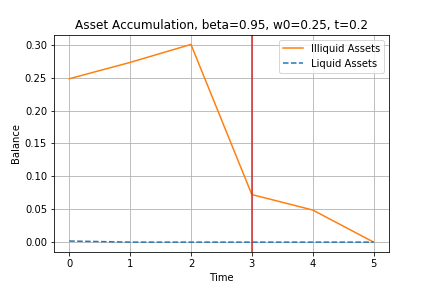 Asset Accumulation, beta=0.95, w0=0.25, t=0.2
Illiquid Assets
Liquid Assets
Balance
0.30
0.25
0.20
0.15
0.10
0.05
0.00
0 1 2 3 4 5
Time